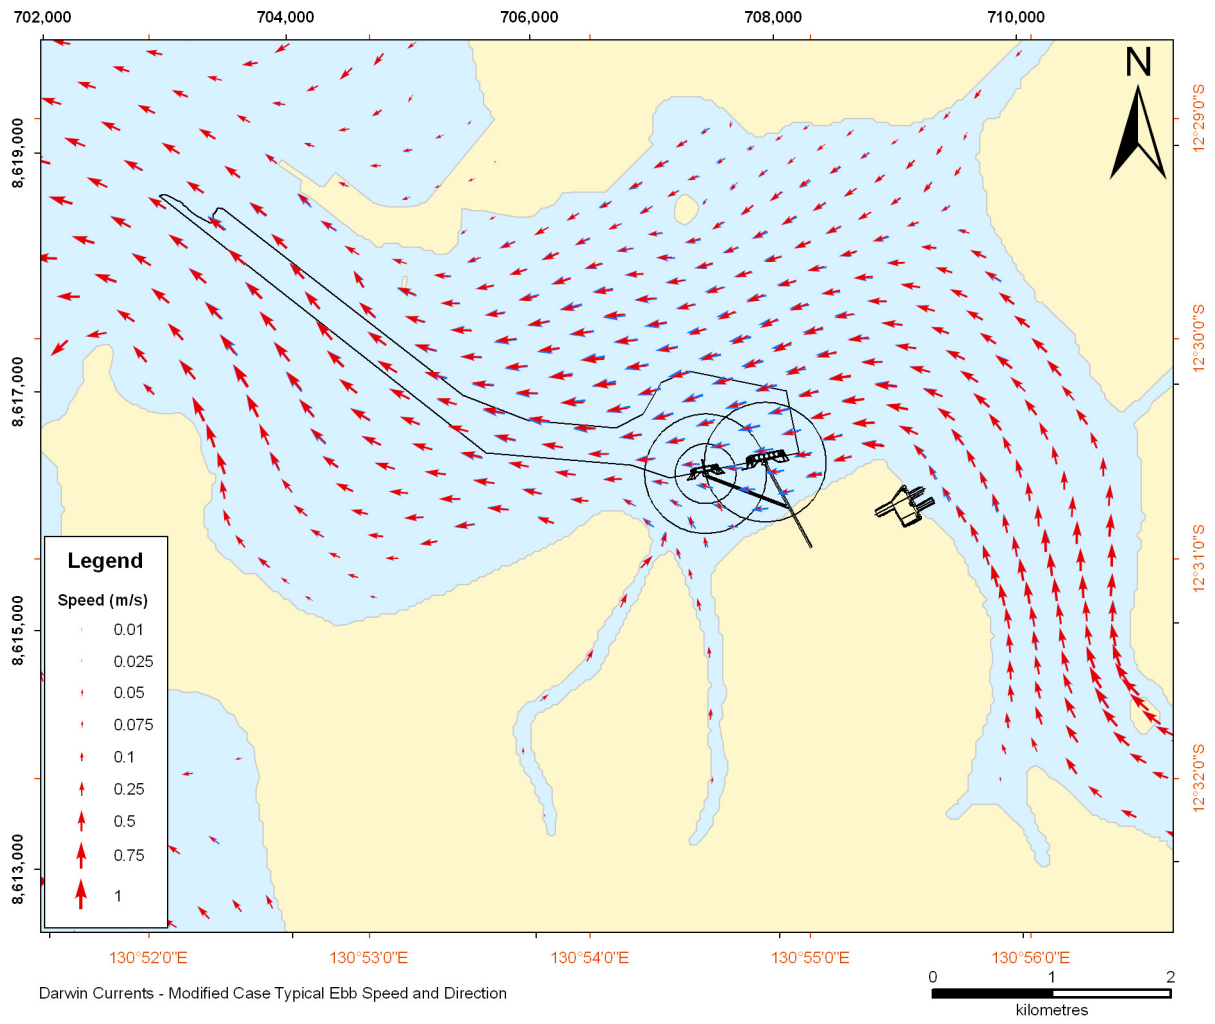 702,000
704,000
706,000
708,000
710,000
N
12°29'0"S
8,619,000
12°30'0"S
8,617,000
12°31'0"S
8,615,000
12°32'0"S
8,613,000
Legend
Speed (m/s)
0.01
0.025
0.05
0.075
0.1
0.25
0.5
0.75
1
130°52'0"E
130°53'0"E
130°54'0"E
130°55'0"E
130°56'0"E
0
1
2
kilometres
Darwin Currents - Modified Case Typical Ebb Speed and Direction